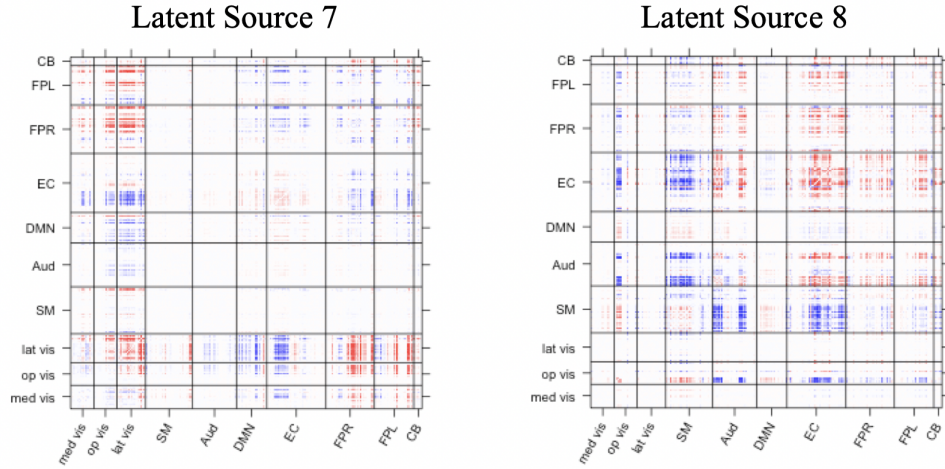 Latent Source 7
CB
FPL
FPR
EC
DMN
Aud
SM
lat vis
op vis
med vis
med vis
op vis
lat vis
SM
Aud
DMN
EC
FPR
FPL
CB
Latent Source 8
CB
FPL
FPR
EC
DMN
Aud
SM
lat vis
op vis
med vis
med vis
op vis
lat vis
SM
Aud
DMN
EC
FPR
FPL
CB